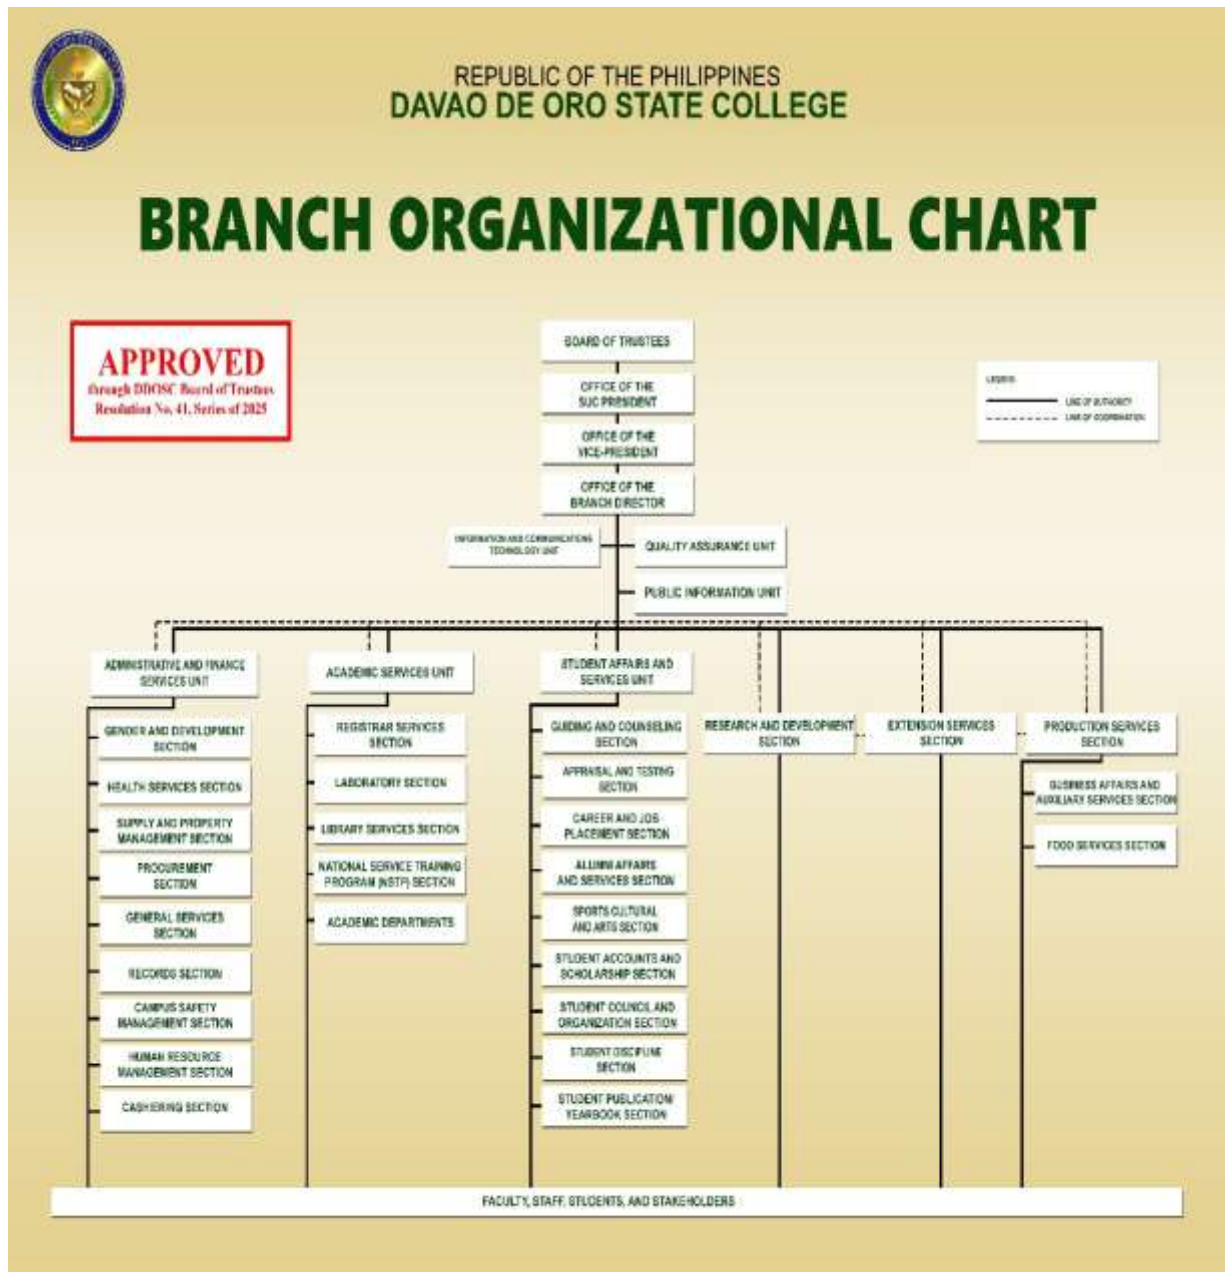 REPUBLIC OF THE PHILIPPINES
DAVAO DE ORO STATE COLLEGE
BRANCH ORGANIZATIONAL CHART
APPROVED
through DDOSC Board of Trustees
Resolution No. 41, Series of 2025
BOARD OF TRUSTEES
OFFICE OF THE
SUC PRESIDENT
OFFICE OF THE
VICE-PRESIDENT
OFFICE OF THE
BRANCH DIRECTOR
LEGEND
LINE OF AUTHORITY
LINE OF COORDINATION
INFORMATION AND COMMUNICATIONS
TECHNOLOGY UNIT
QUALITY ASSURANCE UNIT
PUBLIC INFORMATION UNIT
ADMINISTRATIVE AND FINANCE
SERVICES UNIT
GENDER AND DEVELOPMENT
SECTION
HEALTH SERVICES SECTION
SUPPLY AND PROPERTY
MANAGEMENT SECTION
PROCUREMENT
SECTION
GENERAL SERVICES
SECTION
RECORDS SECTION
CAMPUS SAFETY
MANAGEMENT SECTION
HUMAN RESOURCE
MANAGEMENT SECTION
CASHIERING SECTION
ACADEMIC SERVICES UNIT
REGISTRAR SERVICES
SECTION
LABORATORY SECTION
LIBRARY SERVICES SECTION
NATIONAL SERVICE TRAINING
PROGRAM (NSTP) SECTION
ACADEMIC DEPARTMENTS
STUDENT AFFAIRS AND
SERVICES UNIT
GUIDING AND COUNSELING
SECTION
APPRAISAL AND TESTING
SECTION
CAREER AND JOB
PLACEMENT SECTION
ALUMNI AFFAIRS
AND SERVICES SECTION
SPORTS CULTURAL
AND ARTS SECTION
STUDENT ACCOUNTS AND
SCHOLARSHIP SECTION
STUDENT COUNCIL AND
ORGANIZATION SECTION
STUDENT DISCIPLINE
SECTION
STUDENT PUBLICATION/
YEARBOOK SECTION
RESEARCH AND DEVELOPMENT
SECTION
EXTENSION SERVICES
SECTION
PRODUCTION SERVICES
SECTION
BUSINESS AFFAIRS AND
AUXILIARY SERVICES SECTION
FOOD SERVICES SECTION
FACULTY, STAFF, STUDENTS, AND STAKEHOLDERS